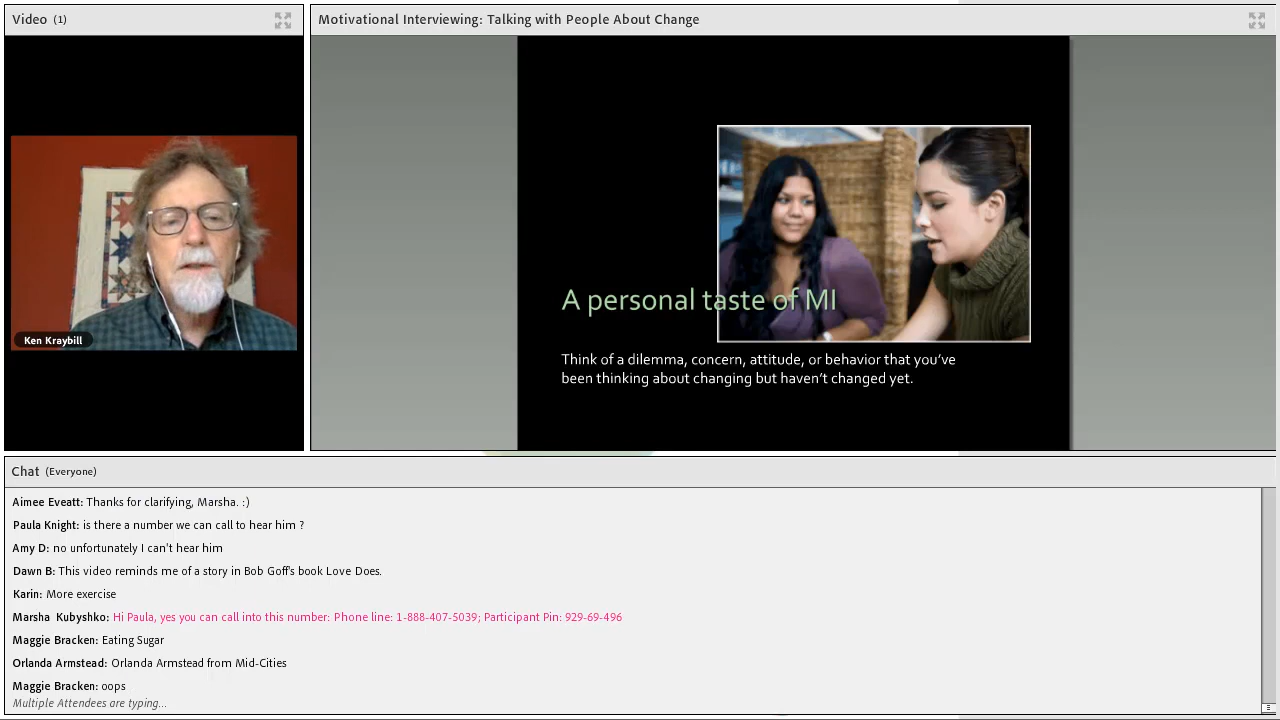 Video (1)
Motivational Interviewing: Talking with People About Change
Ken Kraybill
A personal taste of MI
Think of a dilemma, concern, attitude, or behavior that you've
been thinking about changing but haven't changed yet.
Chat (Everyone)
Aimee Eveatt: Thanks for clarifying, Marsha. :)
Paula Knight: is there a number we can call to hear him ?
Amy D: no unfortunately I can't hear him
Dawn B: This video reminds me of a story in Bob Goff's book Love Does.
Karin: More exercise
Marsha Kubyshko: Hi Paula, yes you can call into this number: Phone line: 1-888-407-5039; Participant Pin: 929-69-496
Maggie Bracken: Eating Sugar
Orlanda Armstead: Orlanda Armstead from Mid-Cities
Maggie Bracken: oops
Multiple Attendees are typing...